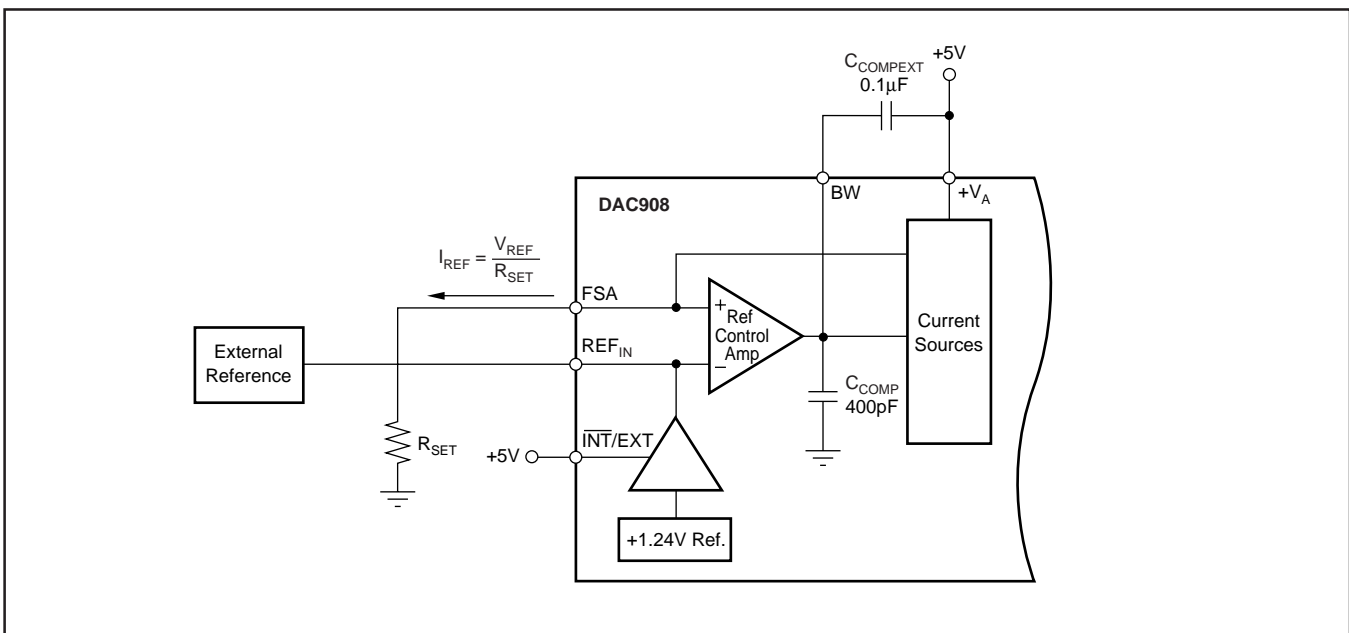 C_COMPEXT
0.1µF
+5V
BW
+V_A
DAC908
I_REF = V_REF / R_SET
FSA
+
Ref
Control
Amp
Current
Sources
External
Reference
REF_IN
–
C_COMP
400pF
R_SET
+5V
I̅N̅T̅/EXT
+1.24V Ref.